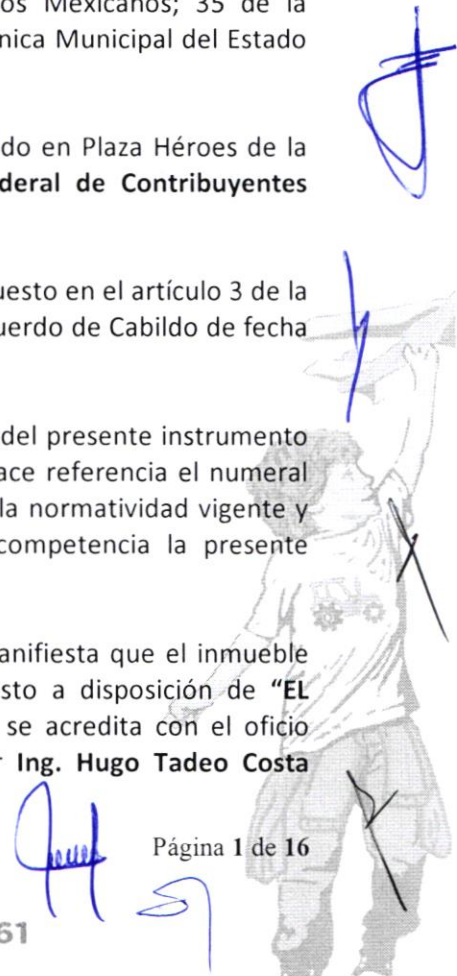 os Mexicanos; 35 de la
nica Municipal del Estado
do en Plaza Héroes de la
deral de Contribuyentes
uesto en el artículo 3 de la
uerdo de Cabildo de fecha
del presente instrumento
ace referencia el numeral
la normatividad vigente y
competencia la presente
anifiesta que el inmueble
sto a disposición de “EL
se acredita con el oficio
Ing. Hugo Tadeo Costa
Página 1 de 16
61